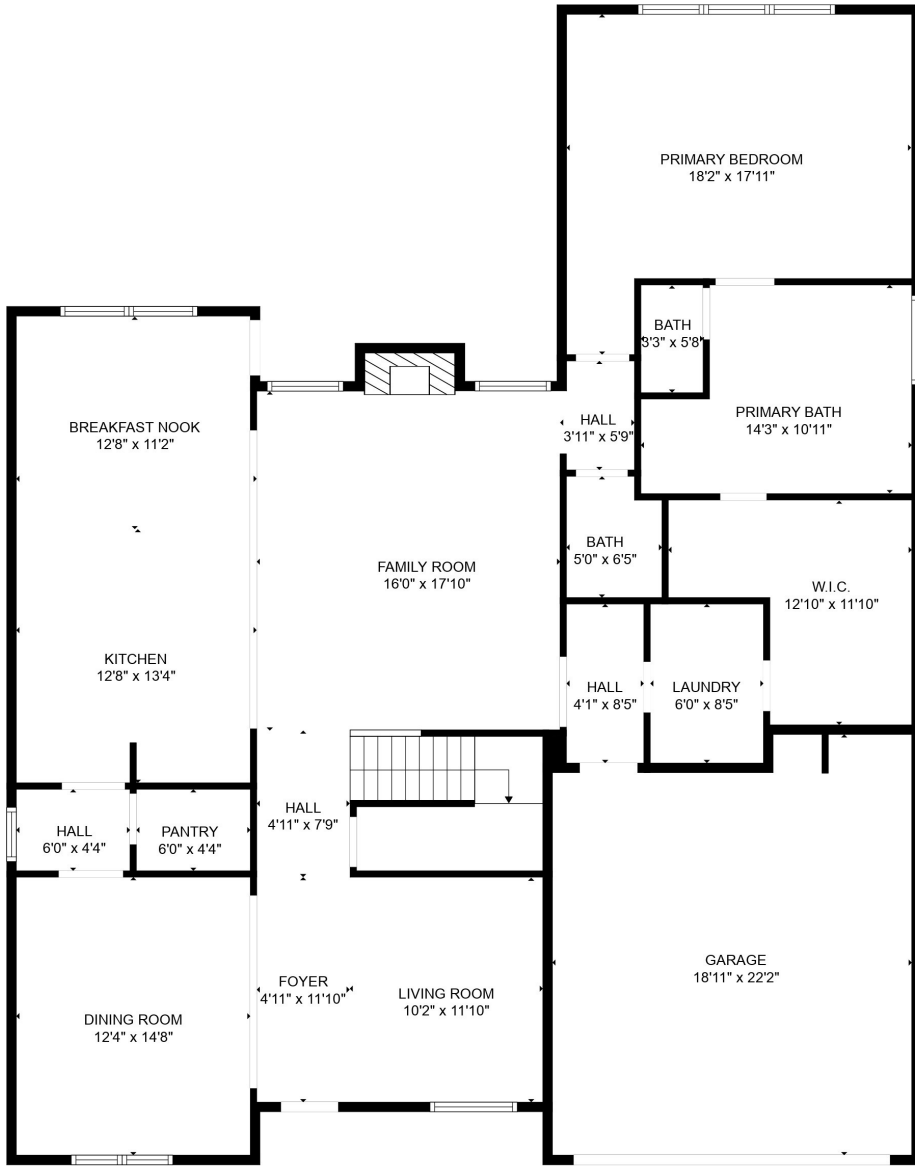 PRIMARY BEDROOM
18'2" x 17'11"
BATH
3'3" x 5'8"
PRIMARY BATH
14'3" x 10'11"
HALL
3'11" x 5'9"
BREAKFAST NOOK
12'8" x 11'2"
FAMILY ROOM
16'0" x 17'10"
BATH
5'0" x 6'5"
W.I.C.
12'10" x 11'10"
KITCHEN
12'8" x 13'4"
HALL
4'1" x 8'5"
LAUNDRY
6'0" x 8'5"
HALL
4'11" x 7'9"
HALL
6'0" x 4'4"
PANTRY
6'0" x 4'4"
GARAGE
18'11" x 22'2"
FOYER
4'11" x 11'10"
LIVING ROOM
10'2" x 11'10"
DINING ROOM
12'4" x 14'8"